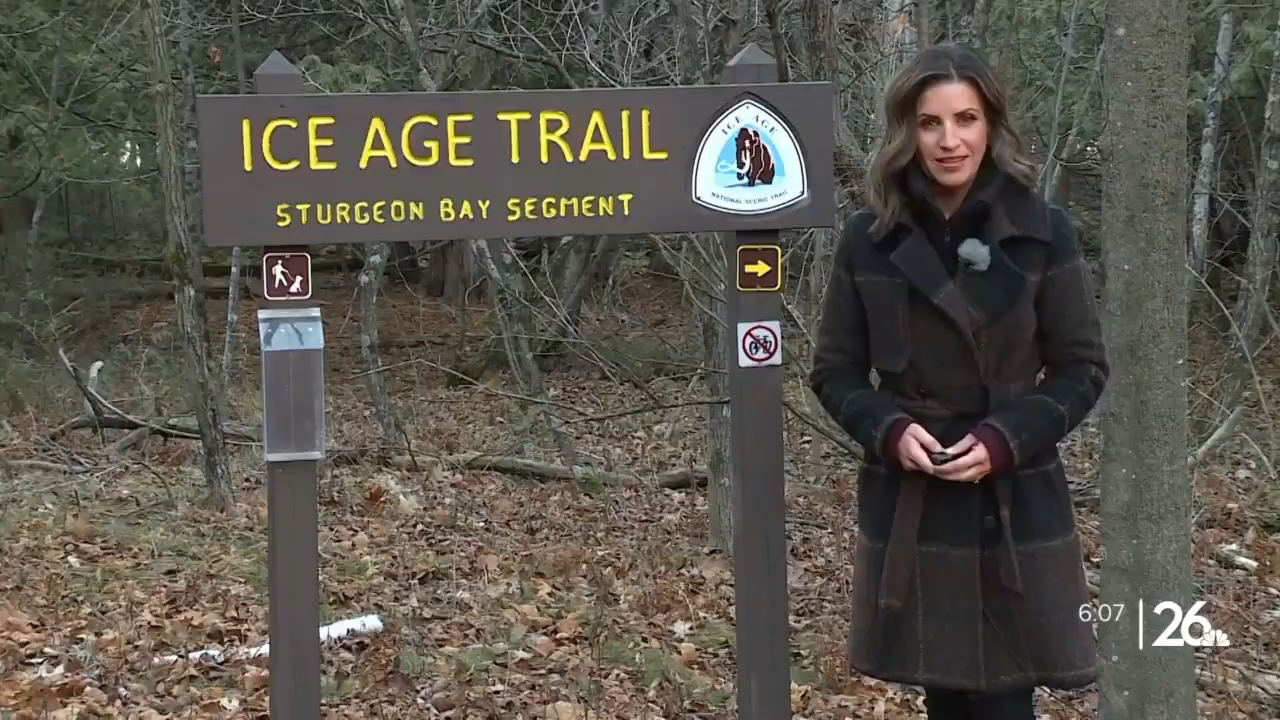 ICE AGE TRAIL
STURGEON BAY SEGMENT
ICE AGE
NATIONAL SCENIC TRAIL
6:07
26